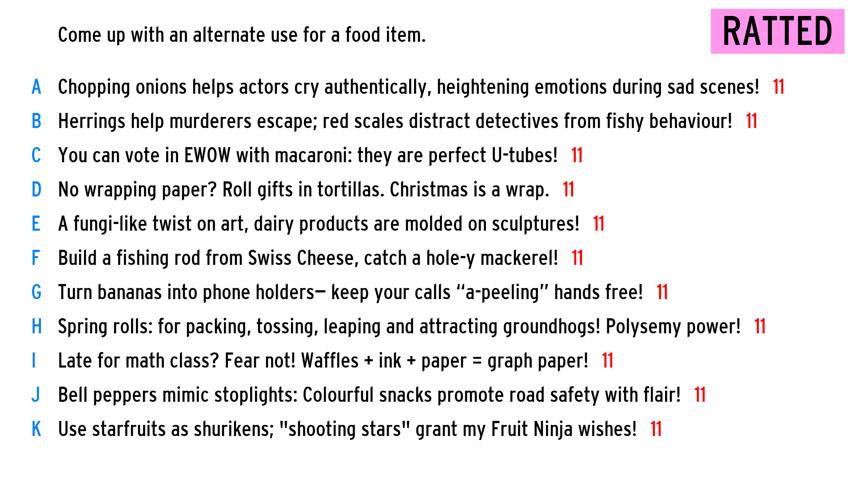 Come up with an alternate use for a food item.
RATTED
A Chopping onions helps actors cry authentically, heightening emotions during sad scenes! 11
B Herrings help murderers escape; red scales distract detectives from fishy behaviour! 11
C You can vote in EWOW with macaroni: they are perfect U-tubes! 11
D No wrapping paper? Roll gifts in tortillas. Christmas is a wrap. 11
E A fungi-like twist on art, dairy products are molded on sculptures! 11
F Build a fishing rod from Swiss Cheese, catch a hole-y mackerel! 11
G Turn bananas into phone holders— keep your calls “a-peeling” hands free! 11
H Spring rolls: for packing, tossing, leaping and attracting groundhogs! Polysemy power! 11
I Late for math class? Fear not! Waffles + ink + paper = graph paper! 11
J Bell peppers mimic stoplights: Colourful snacks promote road safety with flair! 11
K Use starfruits as shurikens; "shooting stars" grant my Fruit Ninja wishes! 11